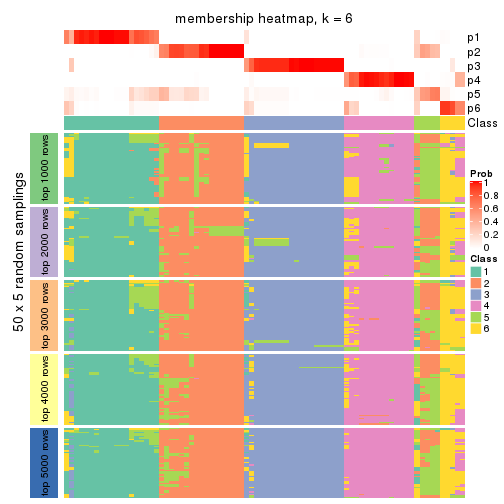 membership heatmap, k = 6
p1
p2
p3
p4
p5
p6
Class
50 x 5 random samplings
top 1000 rows
top 2000 rows
top 3000 rows
top 4000 rows
top 5000 rows
Prob
1
0.8
0.6
0.4
0.2
0
Class
1
2
3
4
5
6